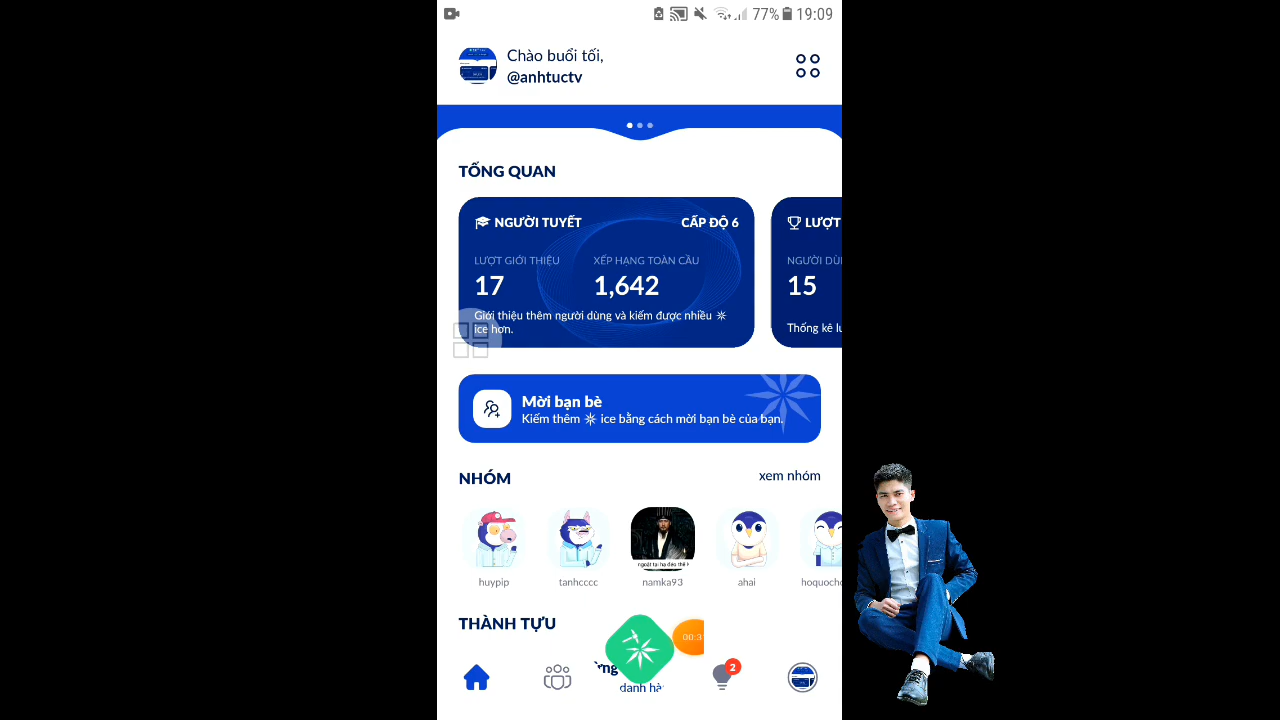 77% 19:09
Chào buổi tối,
@anhtuctv
TỔNG QUAN
NGƯỜI TUYẾT CẤP ĐỘ 6
LƯỢT GIỚI THIỆU XẾP HẠNG TOÀN CẦU
17 1,642
Giới thiệu thêm người dùng và kiếm được nhiều
ice hơn.
LƯỢT
NGƯỜI DÙ
15
Thống kê lư
Mời bạn bè
Kiếm thêm ice bằng cách mời bạn bè của bạn.
NHÓM xem nhóm
huypip tanhcccc namka93 ahai hoquocho
THÀNH TỰU
00:3
2
danh hà